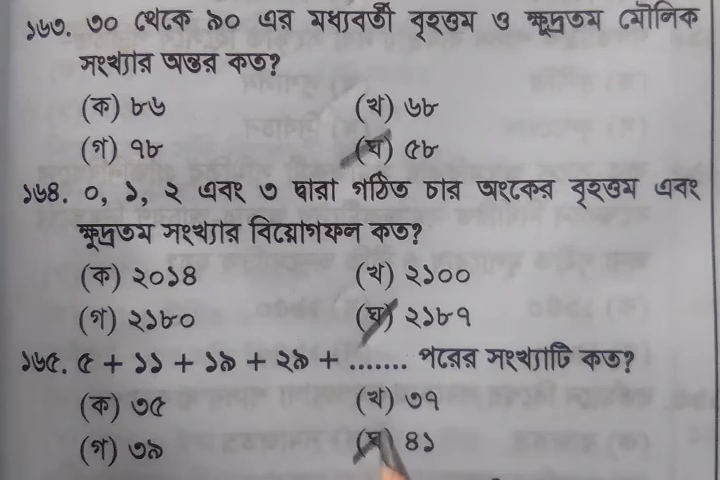 ১৬৩. ৩০ থেকে ৯০ এর মধ্যবর্তী বৃহত্তম ও ক্ষুদ্রতম মৌলিক
সংখ্যার অন্তর কত?
(ক) ৮৬ (খ) ৬৮
(গ) ৭৮ (ঘ) ৫৮
১৬৪. ০, ১, ২ এবং ৩ দ্বারা গঠিত চার অংকের বৃহত্তম এবং
ক্ষুদ্রতম সংখ্যার বিয়োগফল কত?
(ক) ২০১৪ (খ) ২১০০
(গ) ২১৮০ (ঘ) ২১৮৭
১৬৫. ৫ + ১১ + ১৯ + ২৯ + ....... পরের সংখ্যাটি কত?
(ক) ৩৫ (খ) ৩৭
(গ) ৩৯ (ঘ) ৪১